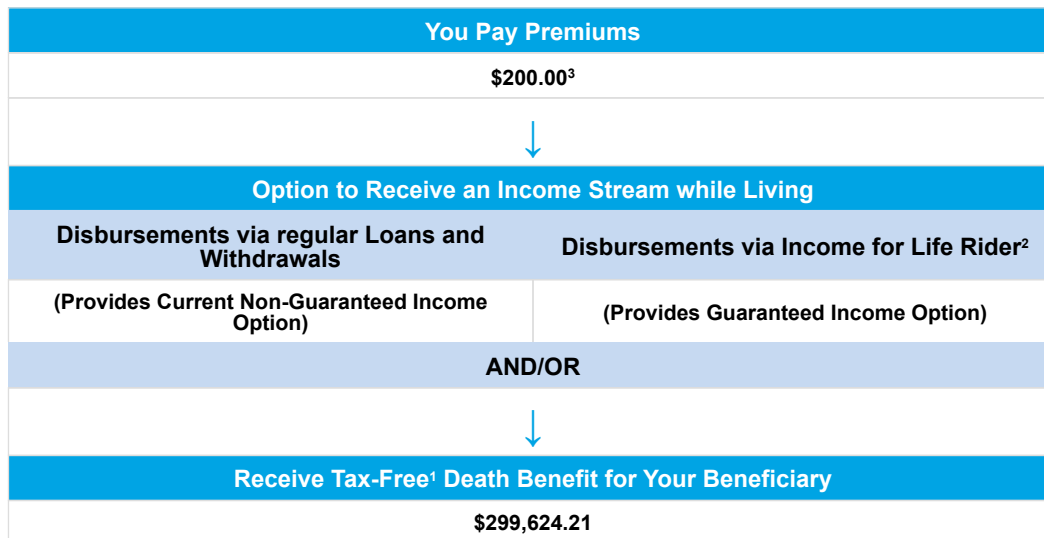 You Pay Premiums
$200.00³
Option to Receive an Income Stream while Living
Disbursements via regular Loans and
Withdrawals
Disbursements via Income for Life Rider²
(Provides Current Non-Guaranteed Income
Option)
(Provides Guaranteed Income Option)
AND/OR
Receive Tax-Free¹ Death Benefit for Your Beneficiary
$299,624.21